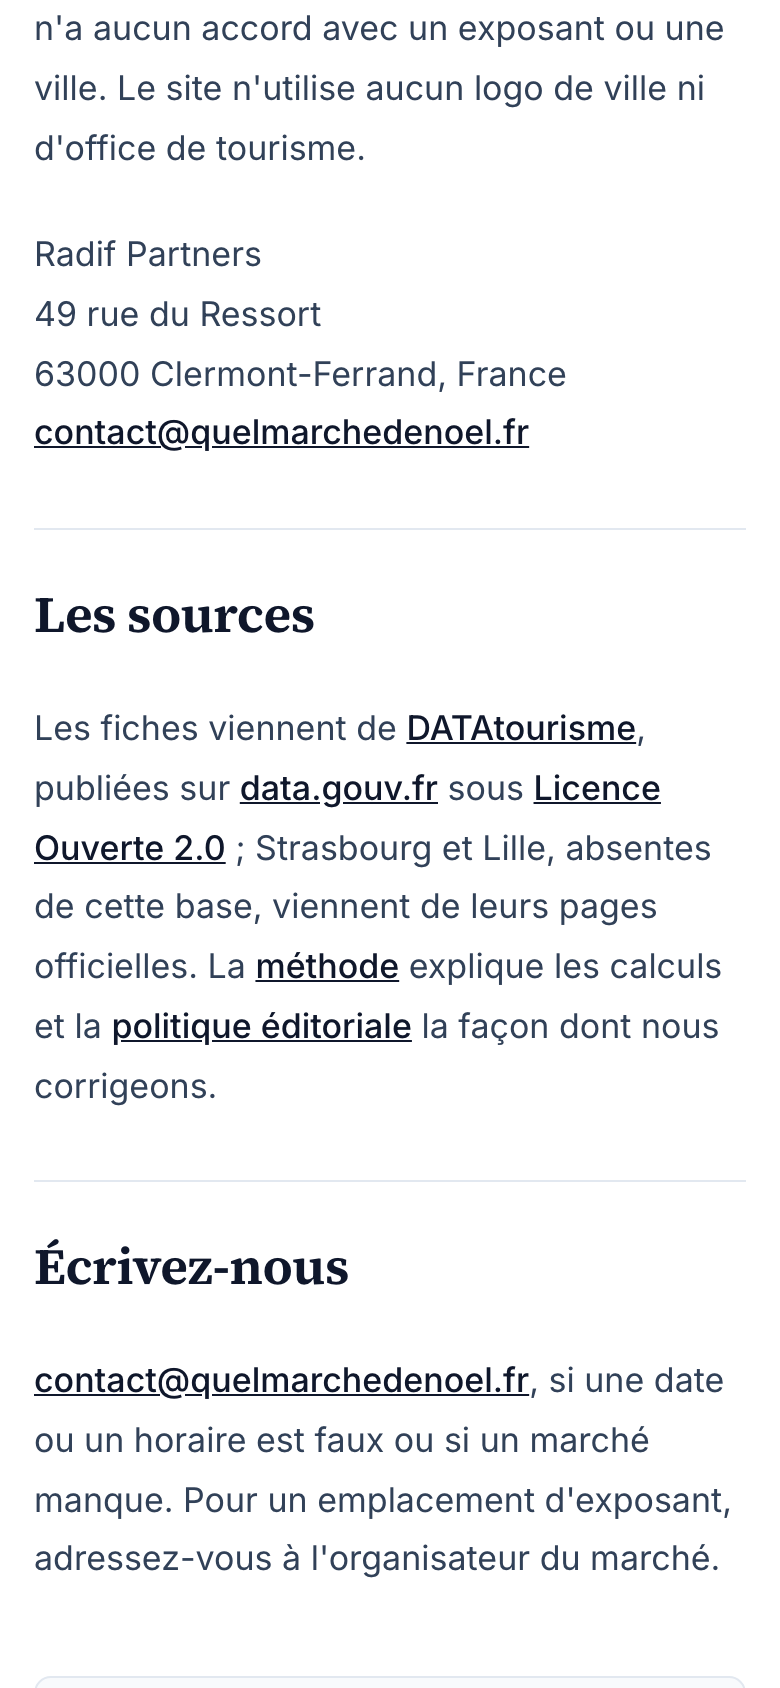 n'a aucun accord avec un exposant ou une
ville. Le site n'utilise aucun logo de ville ni
d'office de tourisme.
Radif Partners
49 rue du Ressort
63000 Clermont-Ferrand, France
contact@quelmarchedenoel.fr
Les sources
Les fiches viennent de DATAtourisme,
publiées sur data.gouv.fr sous Licence
Ouverte 2.0 ; Strasbourg et Lille, absentes
de cette base, viennent de leurs pages
officielles. La méthode explique les calculs
et la politique éditoriale la façon dont nous
corrigeons.
Écrivez-nous
contact@quelmarchedenoel.fr, si une date
ou un horaire est faux ou si un marché
manque. Pour un emplacement d'exposant,
adressez-vous à l'organisateur du marché.